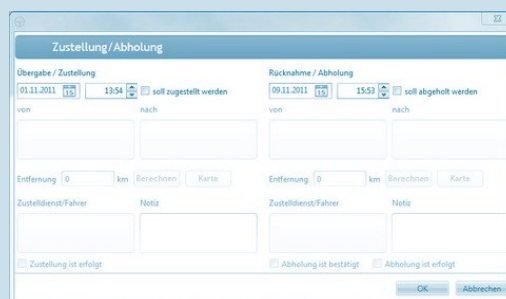 Zustellung/Abholung
Übergabe / Zustellung
01.11.2011 15 13:54 soll zugestellt werden
von nach
Entfernung 0 km Berechnen Karte
Zustelldienst/Fahrer Notiz
Zustellung ist erfolgt
Rücknahme / Abholung
09.11.2011 15 15:53 soll abgeholt werden
von nach
Entfernung 0 km Berechnen Karte
Zustelldienst/Fahrer Notiz
Abholung ist bestätigt Abholung ist erfolgt
OK Abbrechen